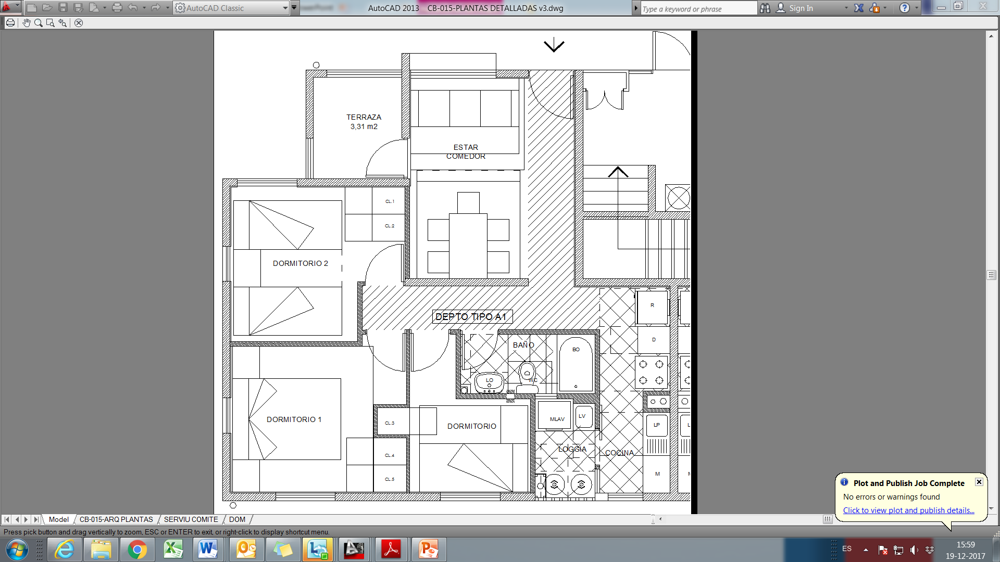 AutoCAD Classic
AutoCAD 2013 CB-015-PLANTAS DETALLADAS v3.dwg
Type a keyword or phrase
Sign In
TERRAZA
3,31 m2
ESTAR
COMEDOR
CL.1
CL.2
DORMITORIO 2
DEPTO TIPO A1
R
D
BAÑO
BO
LO
WC
DORMITORIO 1
CL.3
DORMITORIO
MLAV
LV
LP
L
LOGGIA
COCINA
CL.4
CL.5
M
Plot and Publish Job Complete
No errors or warnings found
Click to view plot and publish details...
Model
CB-015-ARQ PLANTAS
SERVIU COMITE
DOM
Press pick button and drag vertically to zoom, ESC or ENTER to exit, or right-click to display shortcut menu.
ES
15:59
19-12-2017